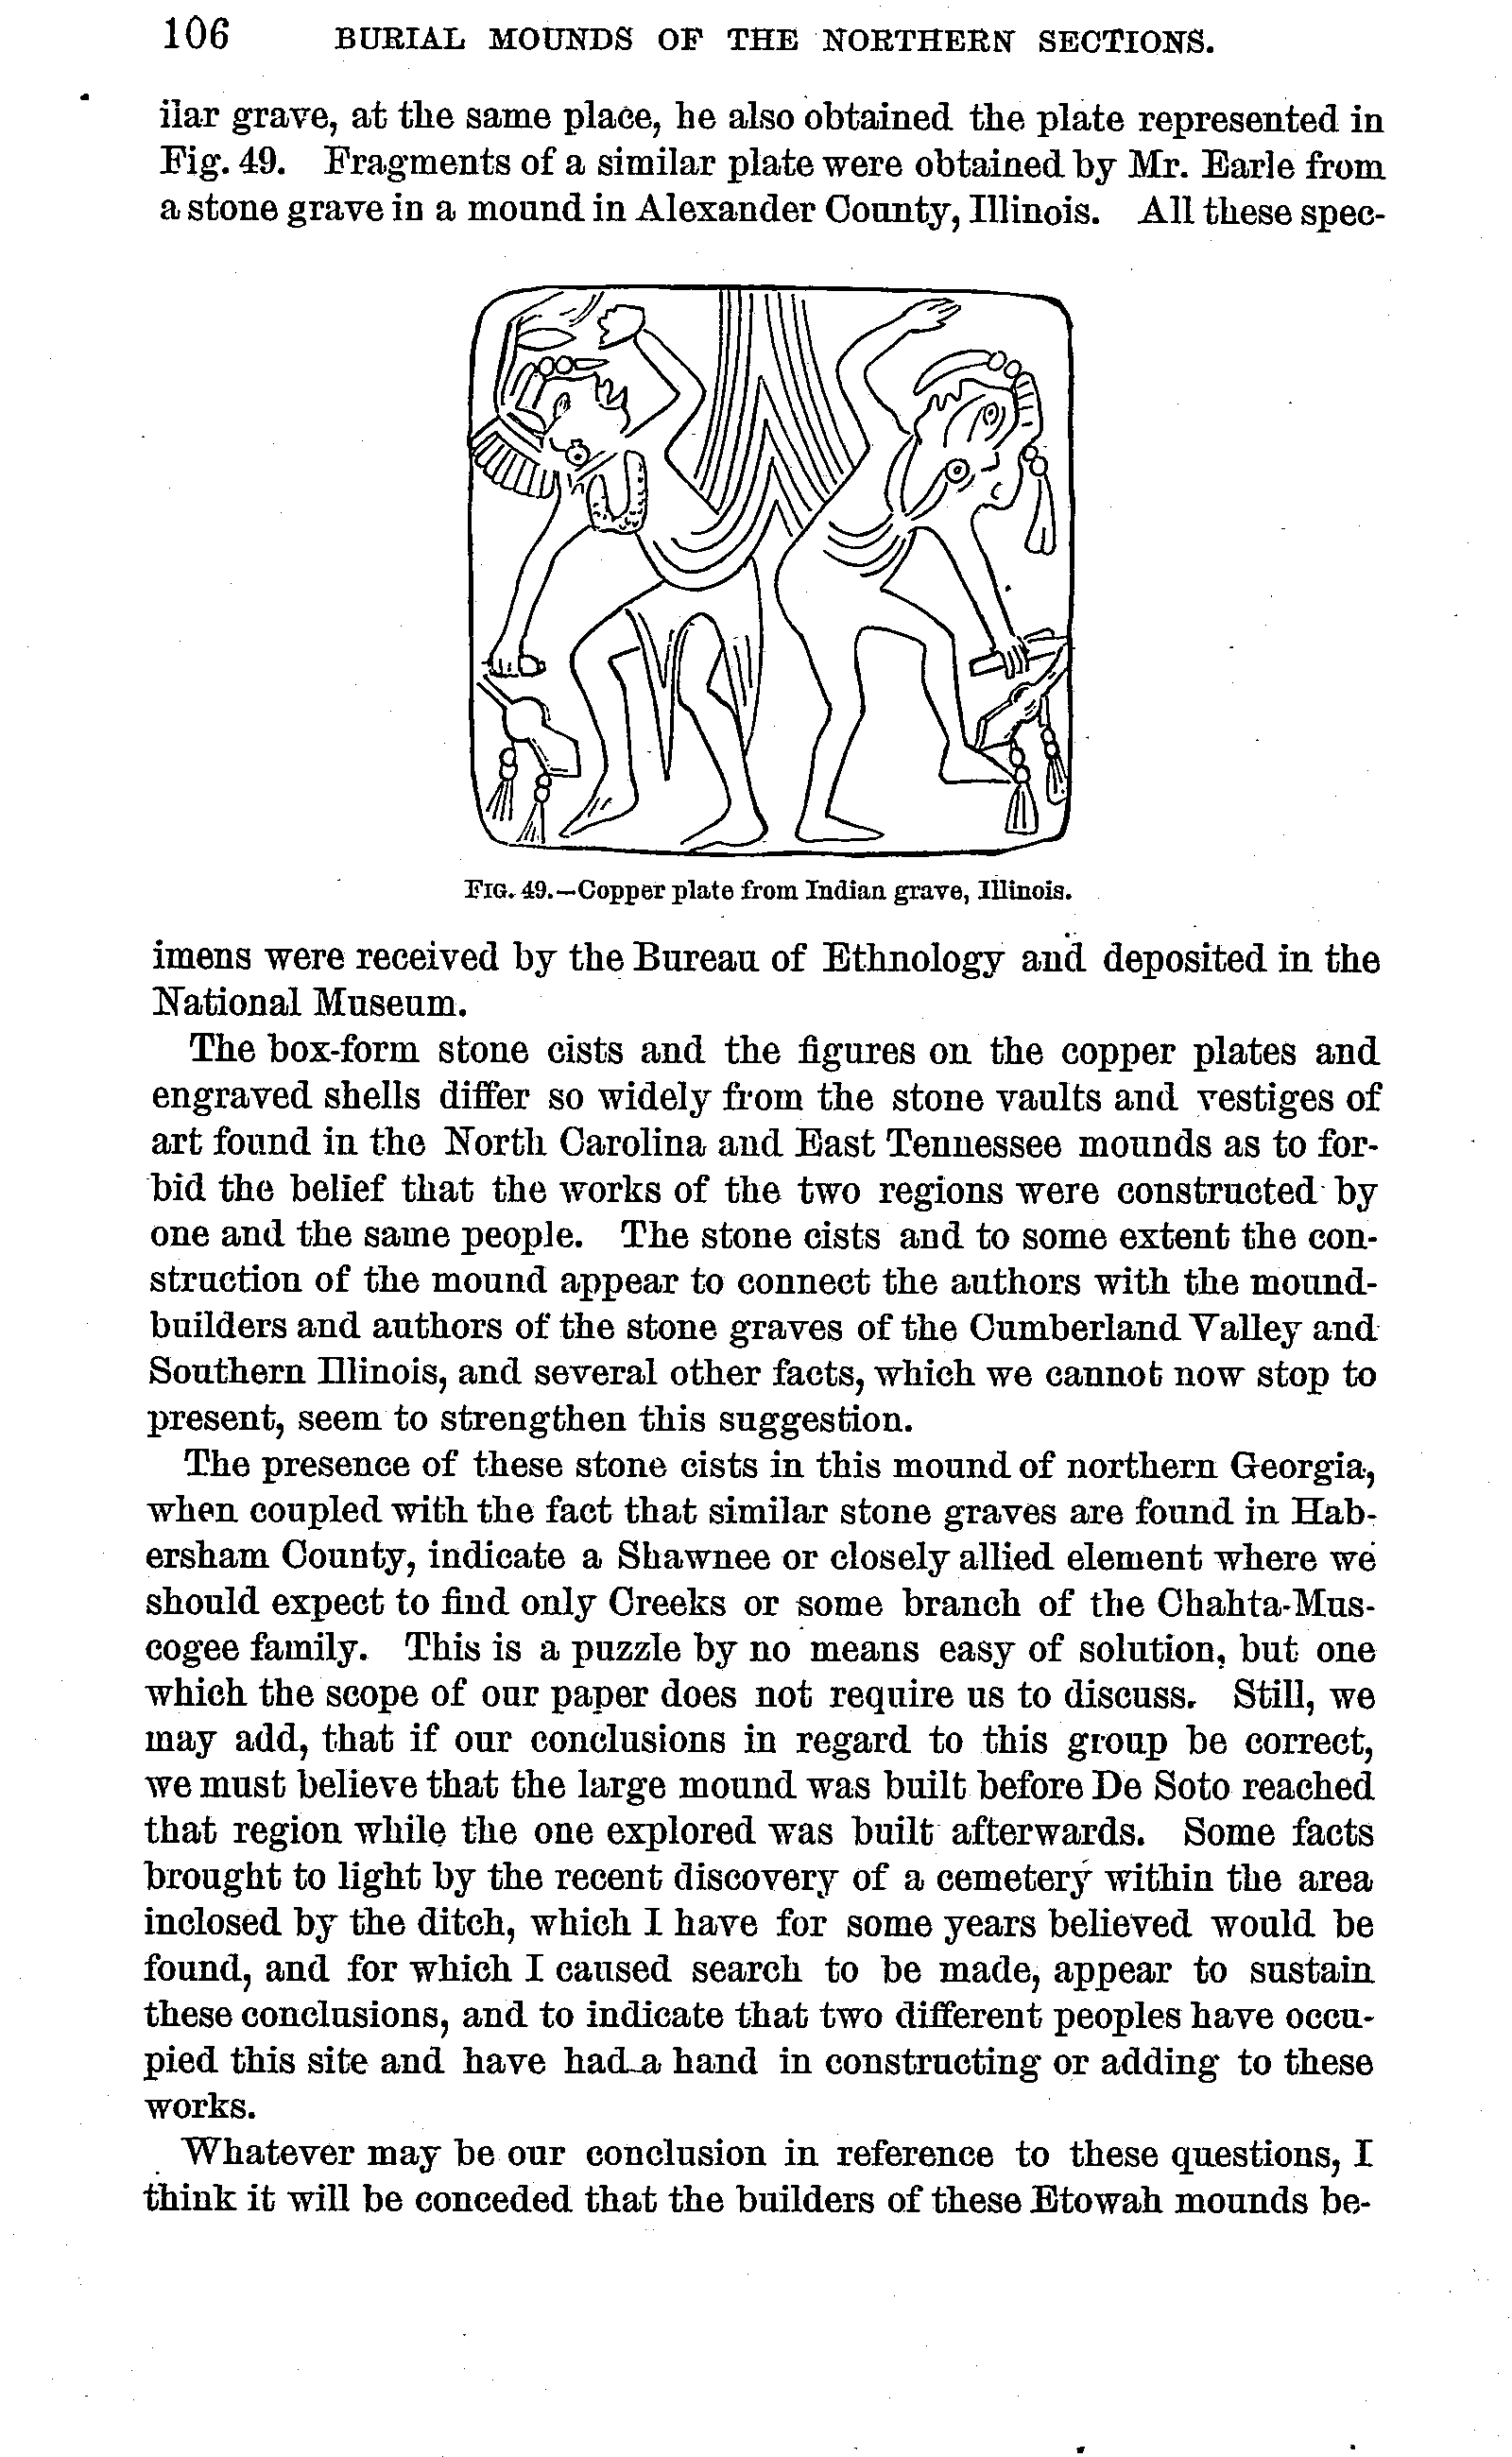 106 BURIAL MOUNDS OF THE NORTHERN SECTIONS.
ilar grave, at the same place, he also obtained the plate represented in
Fig. 49. Fragments of a similar plate were obtained by Mr. Earle from
a stone grave in a mound in Alexander County, Illinois. All these spec-
FIG. 49.—Copper plate from Indian grave, Illinois.
imens were received by the Bureau of Ethnology and deposited in the
National Museum.
The box-form stone cists and the figures on the copper plates and
engraved shells differ so widely from the stone vaults and vestiges of
art found in the North Carolina and East Tennessee mounds as to for-
bid the belief that the works of the two regions were constructed by
one and the same people. The stone cists and to some extent the con-
struction of the mound appear to connect the authors with the mound-
builders and authors of the stone graves of the Cumberland Valley and
Southern Illinois, and several other facts, which we cannot now stop to
present, seem to strengthen this suggestion.
The presence of these stone cists in this mound of northern Georgia,
when coupled with the fact that similar stone graves are found in Hab-
ersham County, indicate a Shawnee or closely allied element where we
should expect to find only Creeks or some branch of the Chahta-Mus-
cogee family. This is a puzzle by no means easy of solution, but one
which the scope of our paper does not require us to discuss. Still, we
may add, that if our conclusions in regard to this group be correct,
we must believe that the large mound was built before De Soto reached
that region while the one explored was built afterwards. Some facts
brought to light by the recent discovery of a cemetery within the area
inclosed by the ditch, which I have for some years believed would be
found, and for which I caused search to be made, appear to sustain
these conclusions, and to indicate that two different peoples have occu-
pied this site and have had a hand in constructing or adding to these
works.
Whatever may be our conclusion in reference to these questions, I
think it will be conceded that the builders of these Etowah mounds be-